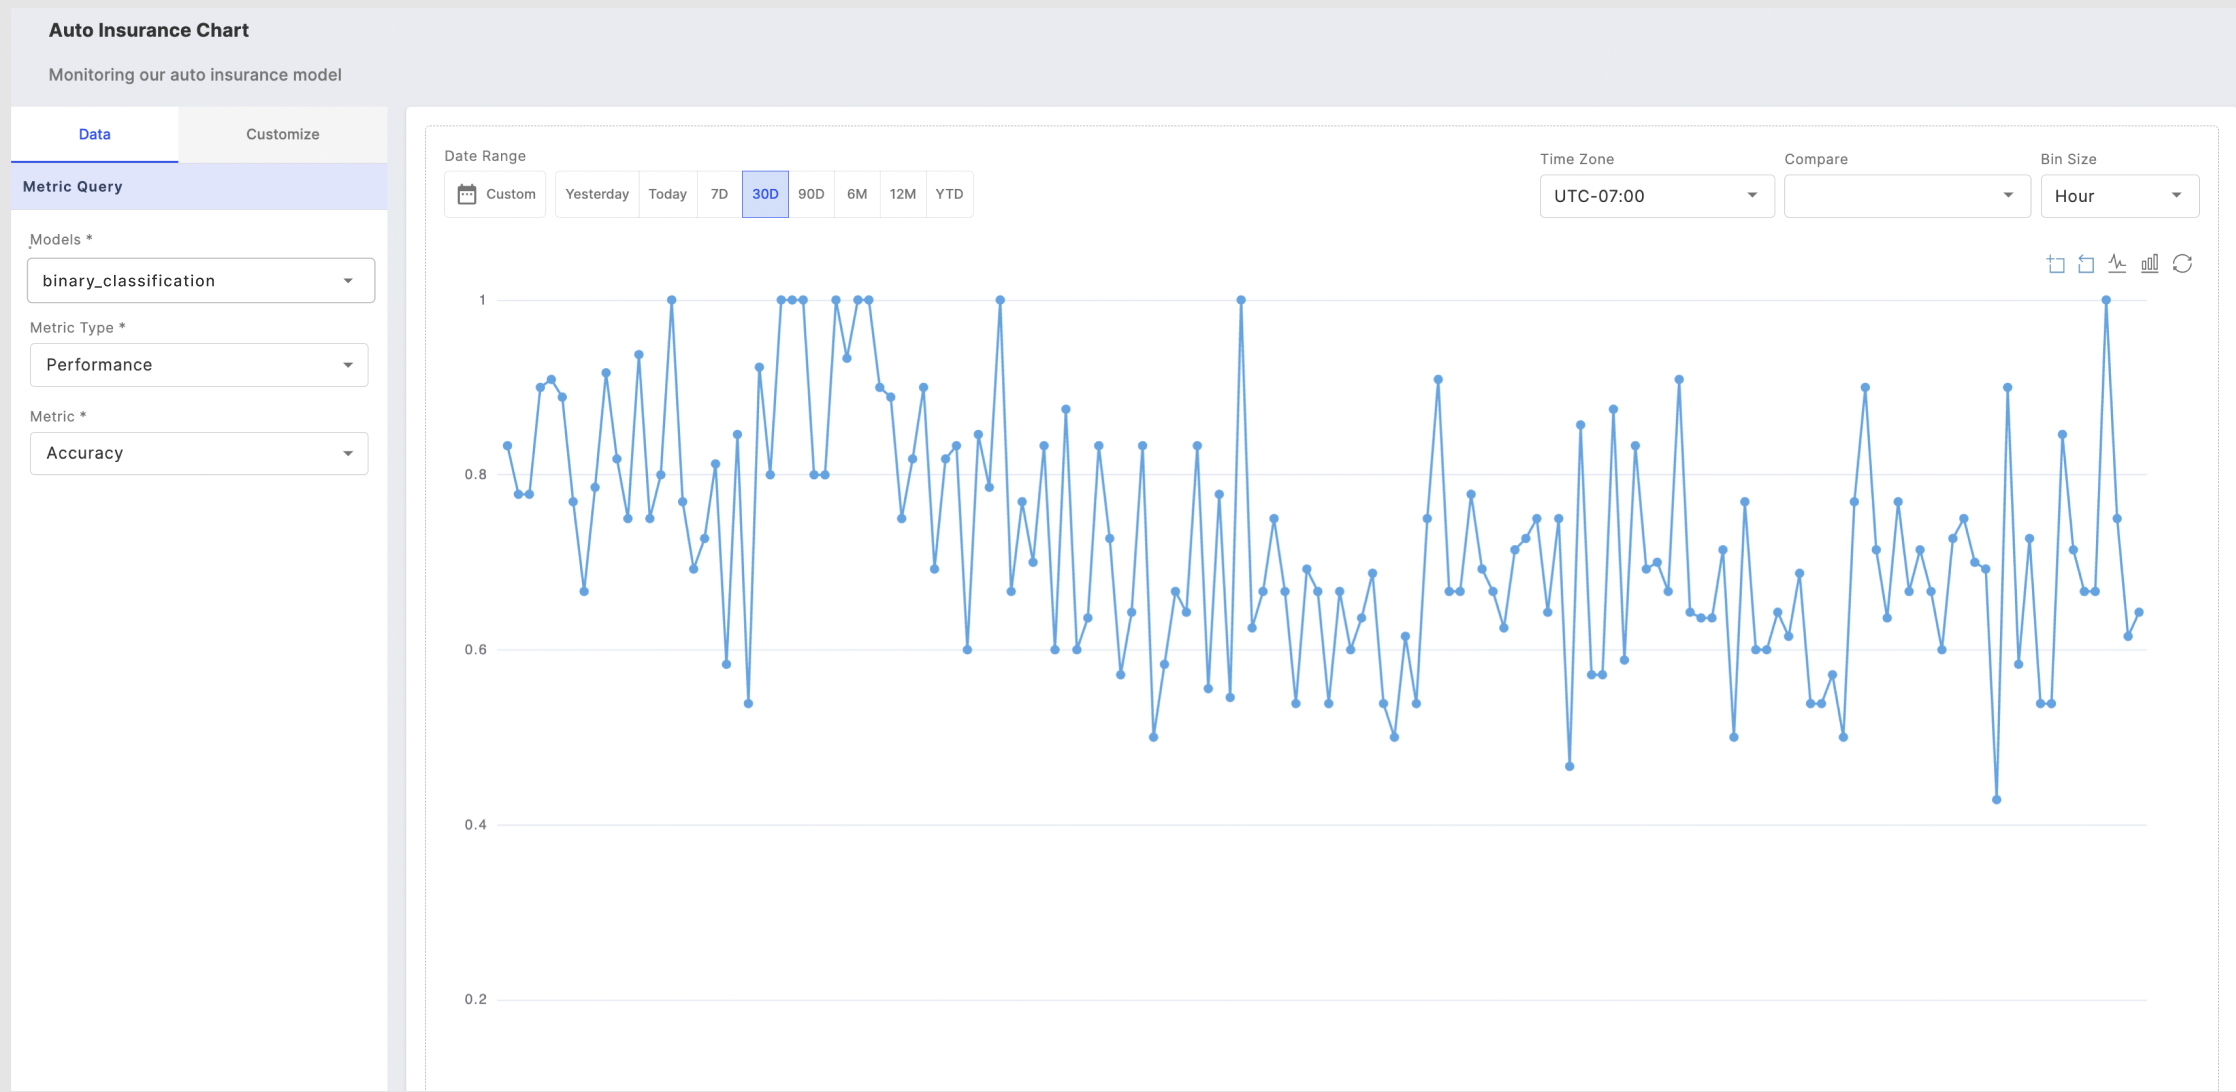 Auto Insurance Chart
Monitoring our auto insurance model
Data Customize
Metric Query
Models *
binary_classification
Metric Type *
Performance
Metric *
Accuracy
Date Range
Custom Yesterday Today 7D 30D 90D 6M 12M YTD
Time Zone Compare Bin Size
UTC-07:00 Hour
1
0.8
0.6
0.4
0.2